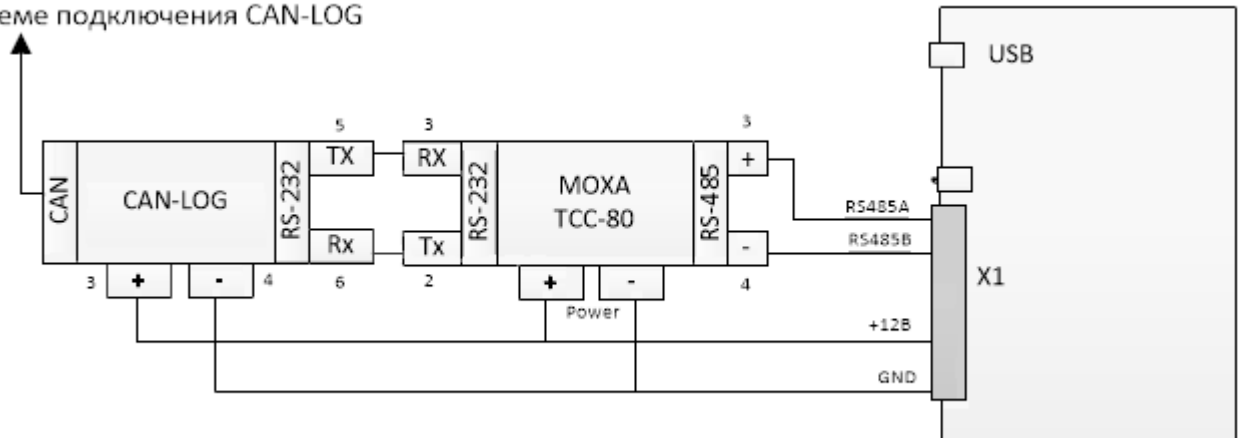 еме подключения CAN-LOG
USB
5
3
3
TX
RX
+
CAN
CAN-LOG
RS-232
RS-232
MOXA
TCC-80
RS-485
RS485A
RS485B
Rx
Tx
-
3
+
-
4
6
2
+
-
4
Power
X1
+12В
GND